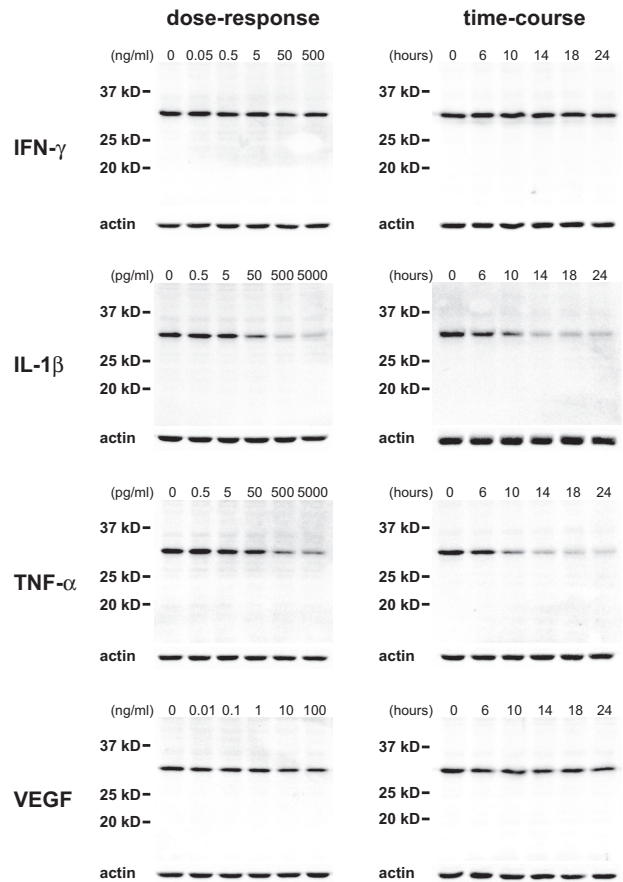 dose-response time-course
(ng/ml) 0 0.05 0.5 5 50 500 (hours) 0 6 10 14 18 24
37 kD 37 kD
IFN-γ
25 kD 25 kD
20 kD 20 kD
actin actin
(pg/ml) 0 0.5 5 50 500 5000 (hours) 0 6 10 14 18 24
37 kD 37 kD
IL-1β
25 kD 25 kD
20 kD 20 kD
actin actin
(pg/ml) 0 0.5 5 50 500 5000 (hours) 0 6 10 14 18 24
37 kD 37 kD
TNF-α
25 kD 25 kD
20 kD 20 kD
actin actin
(ng/ml) 0 0.01 0.1 1 10 100 (hours) 0 6 10 14 18 24
37 kD 37 kD
VEGF
25 kD 25 kD
20 kD 20 kD
actin actin